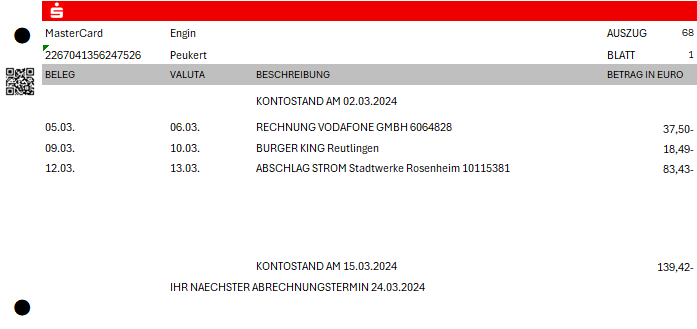 MasterCard Engin AUSZUG 68
2267041356247526 Peukert BLATT 1
BELEG VALUTA BESCHREIBUNG BETRAG IN EURO
KONTOSTAND AM 02.03.2024
05.03. 06.03. RECHNUNG VODAFONE GMBH 6064828 37,50-
09.03. 10.03. BURGER KING Reutlingen 18,49-
12.03. 13.03. ABSCHLAG STROM Stadtwerke Rosenheim 10115381 83,43-
KONTOSTAND AM 15.03.2024 139,42-
IHR NAECHSTER ABRECHNUNGSTERMIN 24.03.2024